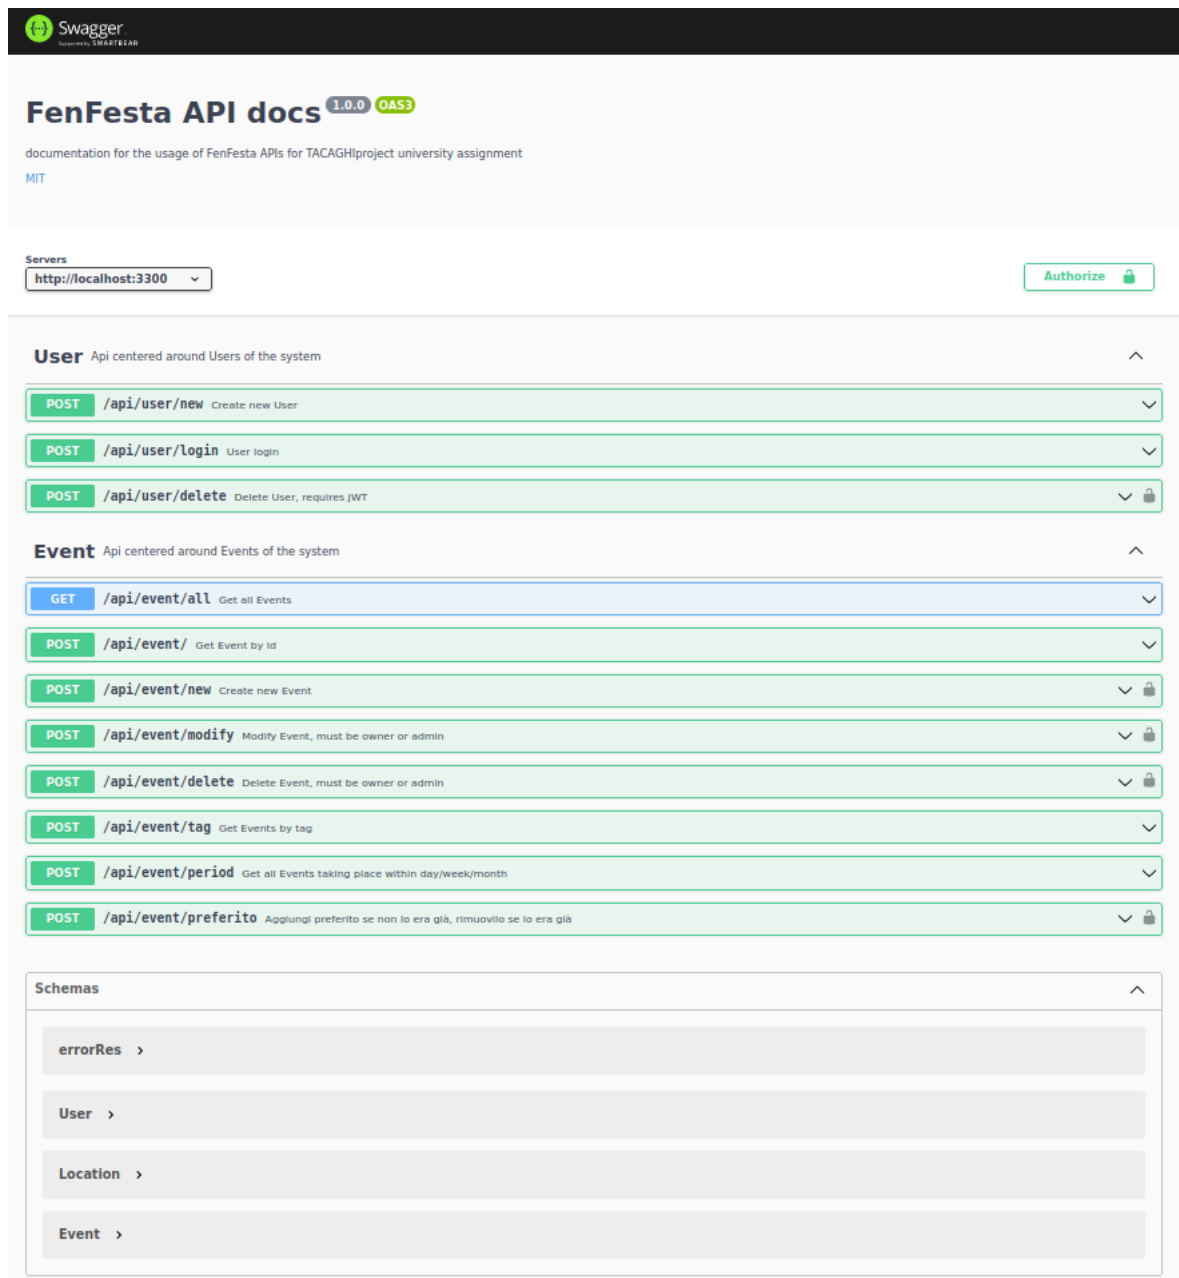 Swagger.
Supported by SMARTBEAR
FenFesta API docs 1.0.0 OAS3
documentation for the usage of FenFesta APIs for TACAGHIproject university assignment
MIT
Servers
http://localhost:3300
Authorize
User Api centered around Users of the system
POST /api/user/new Create new User
POST /api/user/login User login
POST /api/user/delete Delete User, requires JWT
Event Api centered around Events of the system
GET /api/event/all Get all Events
POST /api/event/ Get Event by id
POST /api/event/new Create new Event
POST /api/event/modify Modify Event, must be owner or admin
POST /api/event/delete Delete Event, must be owner or admin
POST /api/event/tag Get Events by tag
POST /api/event/period Get all Events taking place within day/week/month
POST /api/event/preferito Aggiungi preferito se non lo era già, rimuovilo se lo era già
Schemas
errorRes
User
Location
Event